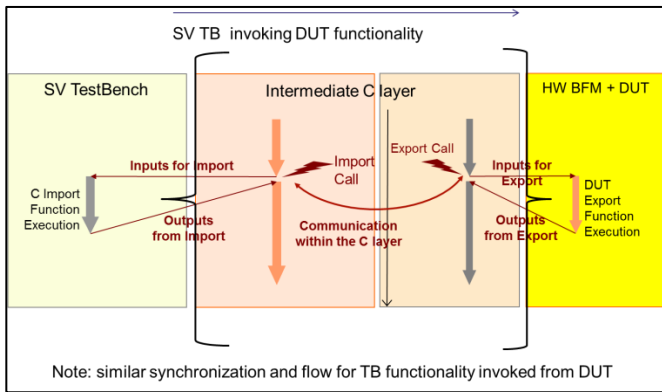 SV TB invoking DUT functionality
SV TestBench
Intermediate C layer
HW BFM + DUT
Inputs for Import
Import
Call
Export Call
Inputs for
Export
C Import
Function
Execution
Outputs
from Import
Communication
within the C layer
Outputs
from Export
DUT
Export
Function
Execution
Note: similar synchronization and flow for TB functionality invoked from DUT